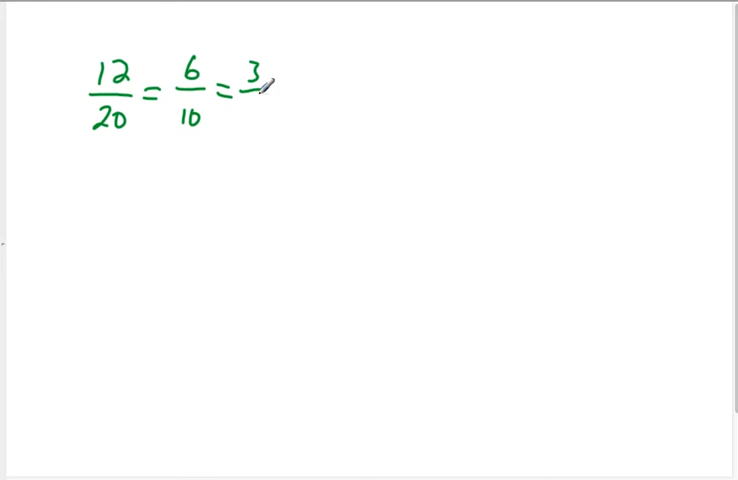 12/20 = 6/10 = 3/